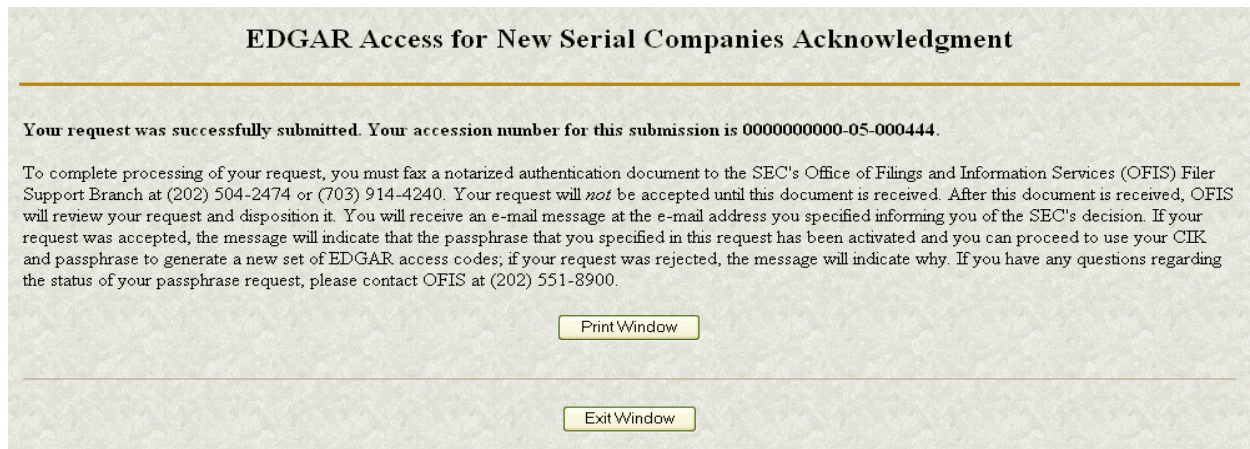 EDGAR Access for New Serial Companies Acknowledgment
Your request was successfully submitted. Your accession number for this submission is 0000000000-05-000444.
To complete processing of your request, you must fax a notarized authentication document to the SEC's Office of Filings and Information Services (OFIS) Filer
Support Branch at (202) 504-2474 or (703) 914-4240. Your request will not be accepted until this document is received. After this document is received, OFIS
will review your request and disposition it. You will receive an e-mail message at the e-mail address you specified informing you of the SEC's decision. If your
request was accepted, the message will indicate that the passphrase that you specified in this request has been activated and you can proceed to use your CIK
and passphrase to generate a new set of EDGAR access codes; if your request was rejected, the message will indicate why. If you have any questions regarding
the status of your passphrase request, please contact OFIS at (202) 551-8900.
Print Window
Exit Window